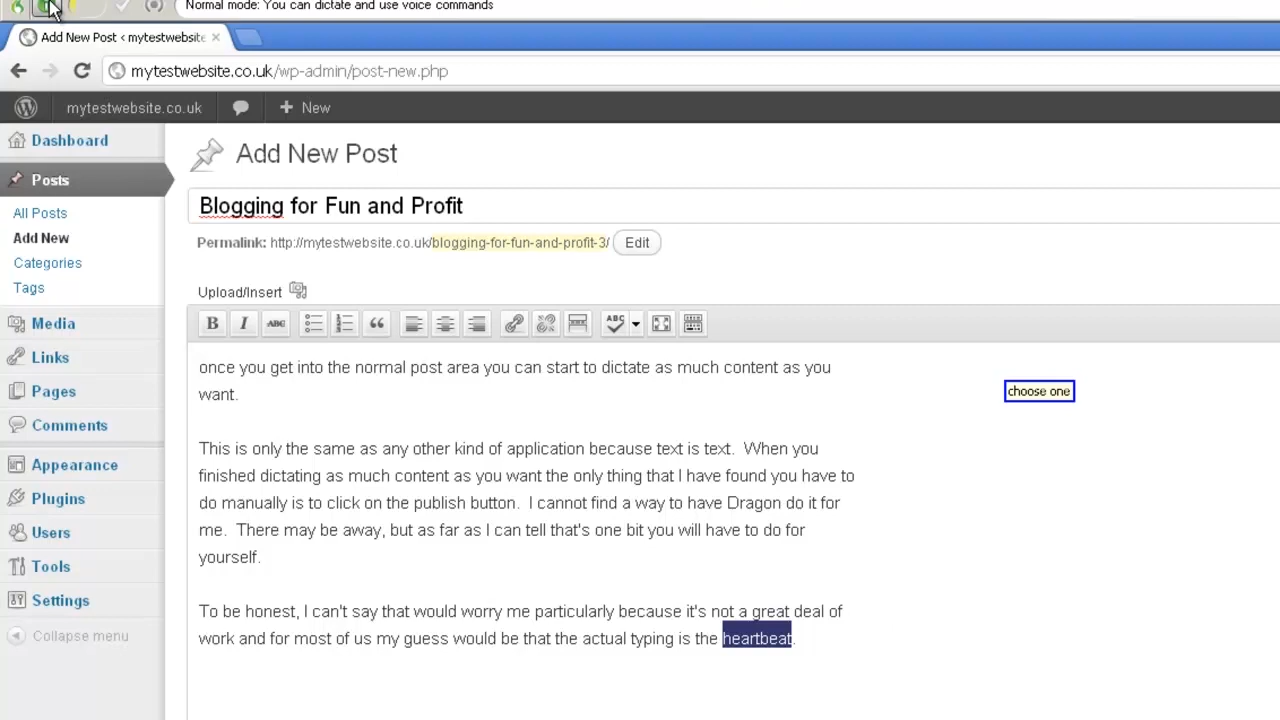 Normal mode: You can dictate and use voice commands
Add New Post < mytestwebsite
mytestwebsite.co.uk/wp-admin/post-new.php
mytestwebsite.co.uk
New
Dashboard
Posts
All Posts
Add New
Categories
Tags
Media
Links
Pages
Comments
Appearance
Plugins
Users
Tools
Settings
Collapse menu
Add New Post
Blogging for Fun and Profit
Permalink: http://mytestwebsite.co.uk/blogging-for-fun-and-profit-3/ Edit
Upload/Insert
B I ABC ABC
once you get into the normal post area you can start to dictate as much content as you
want.
This is only the same as any other kind of application because text is text. When you
finished dictating as much content as you want the only thing that I have found you have to
do manually is to click on the publish button. I cannot find a way to have Dragon do it for
me. There may be away, but as far as I can tell that's one bit you will have to do for
yourself.
To be honest, I can't say that would worry me particularly because it's not a great deal of
work and for most of us my guess would be that the actual typing is the heartbeat.
choose one